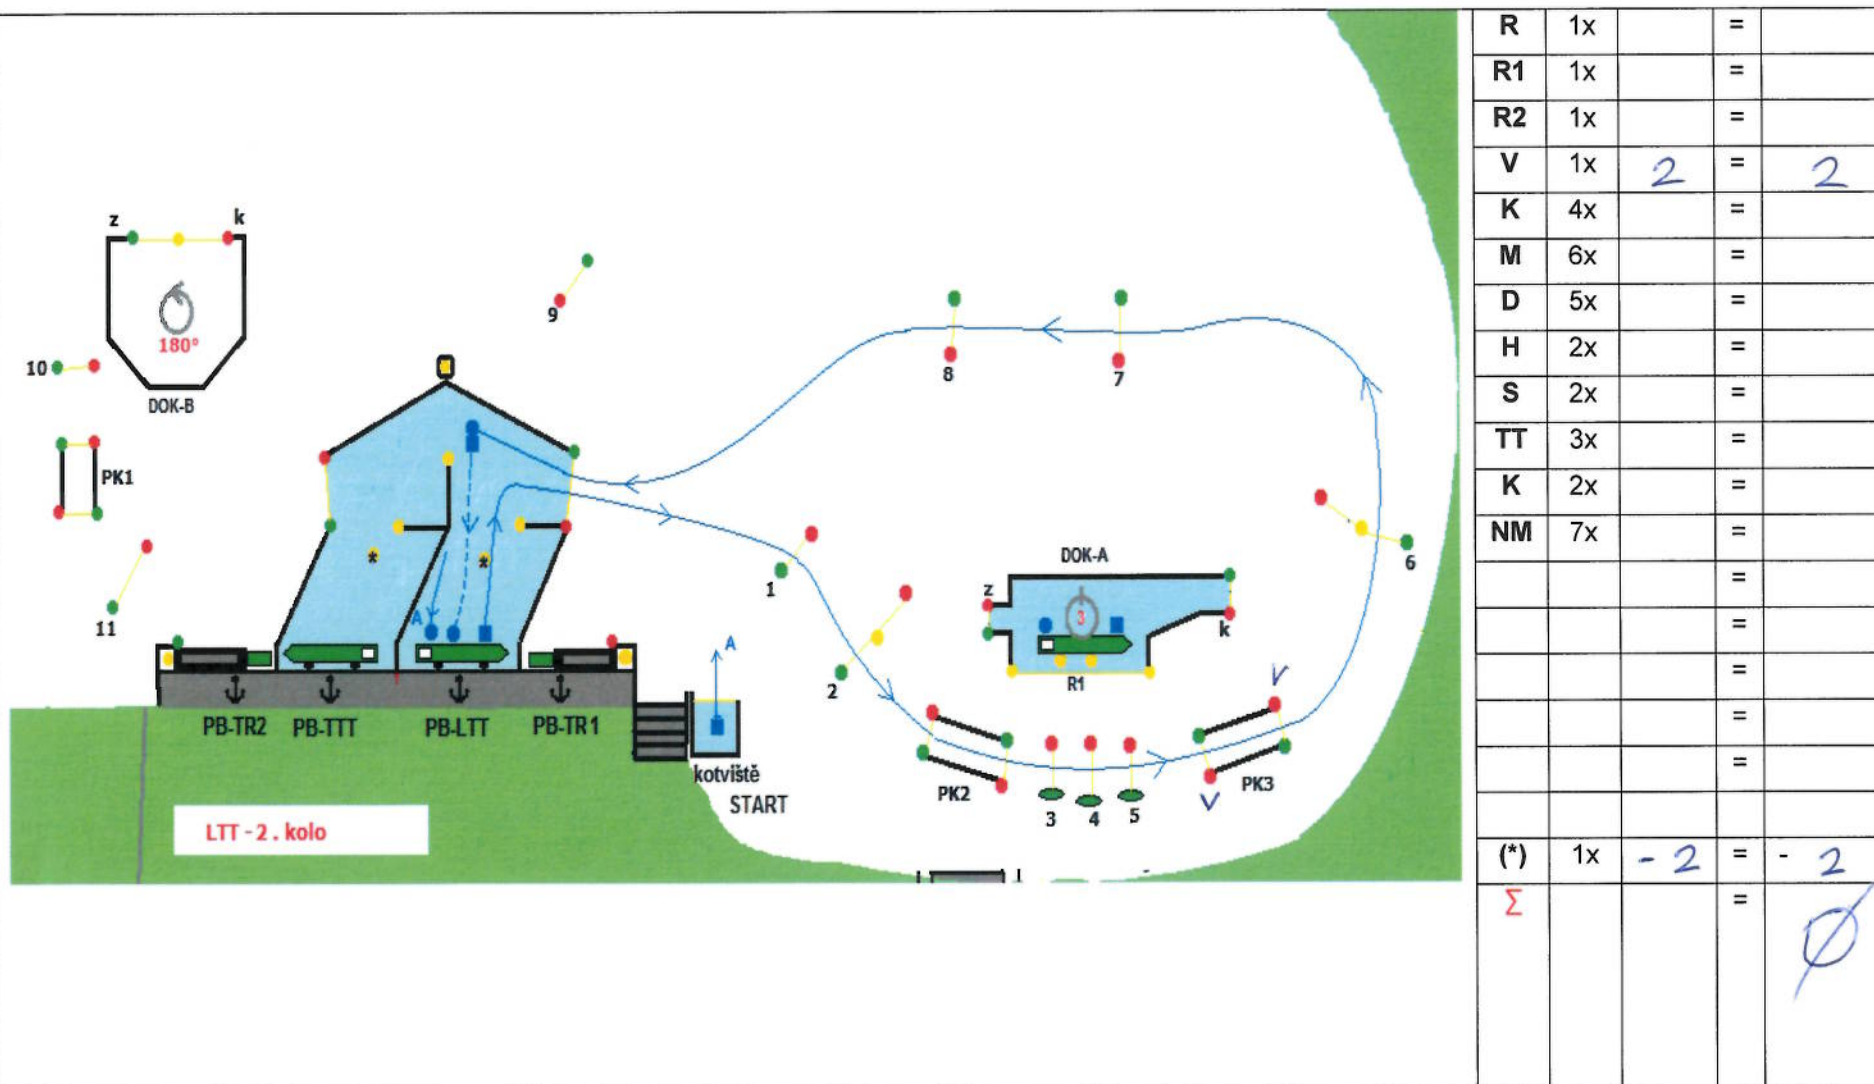 z k
180°
DOK-B
10
9
8
7
PK1
11
*
*
A
1
2
DOK-A
z
3
k
R1
6
V
PK2
3 4 5
PK3
V
PB-TR2 PB-TTT PB-LTT PB-TR1
A
kotviště
START
LTT - 2. kolo
R 1x =
R1 1x =
R2 1x =
V 1x 2 = 2
K 4x =
M 6x =
D 5x =
H 2x =
S 2x =
TT 3x =
K 2x =
NM 7x =
=
=
=
=
=
(*) 1x - 2 = - 2
Σ = Ø